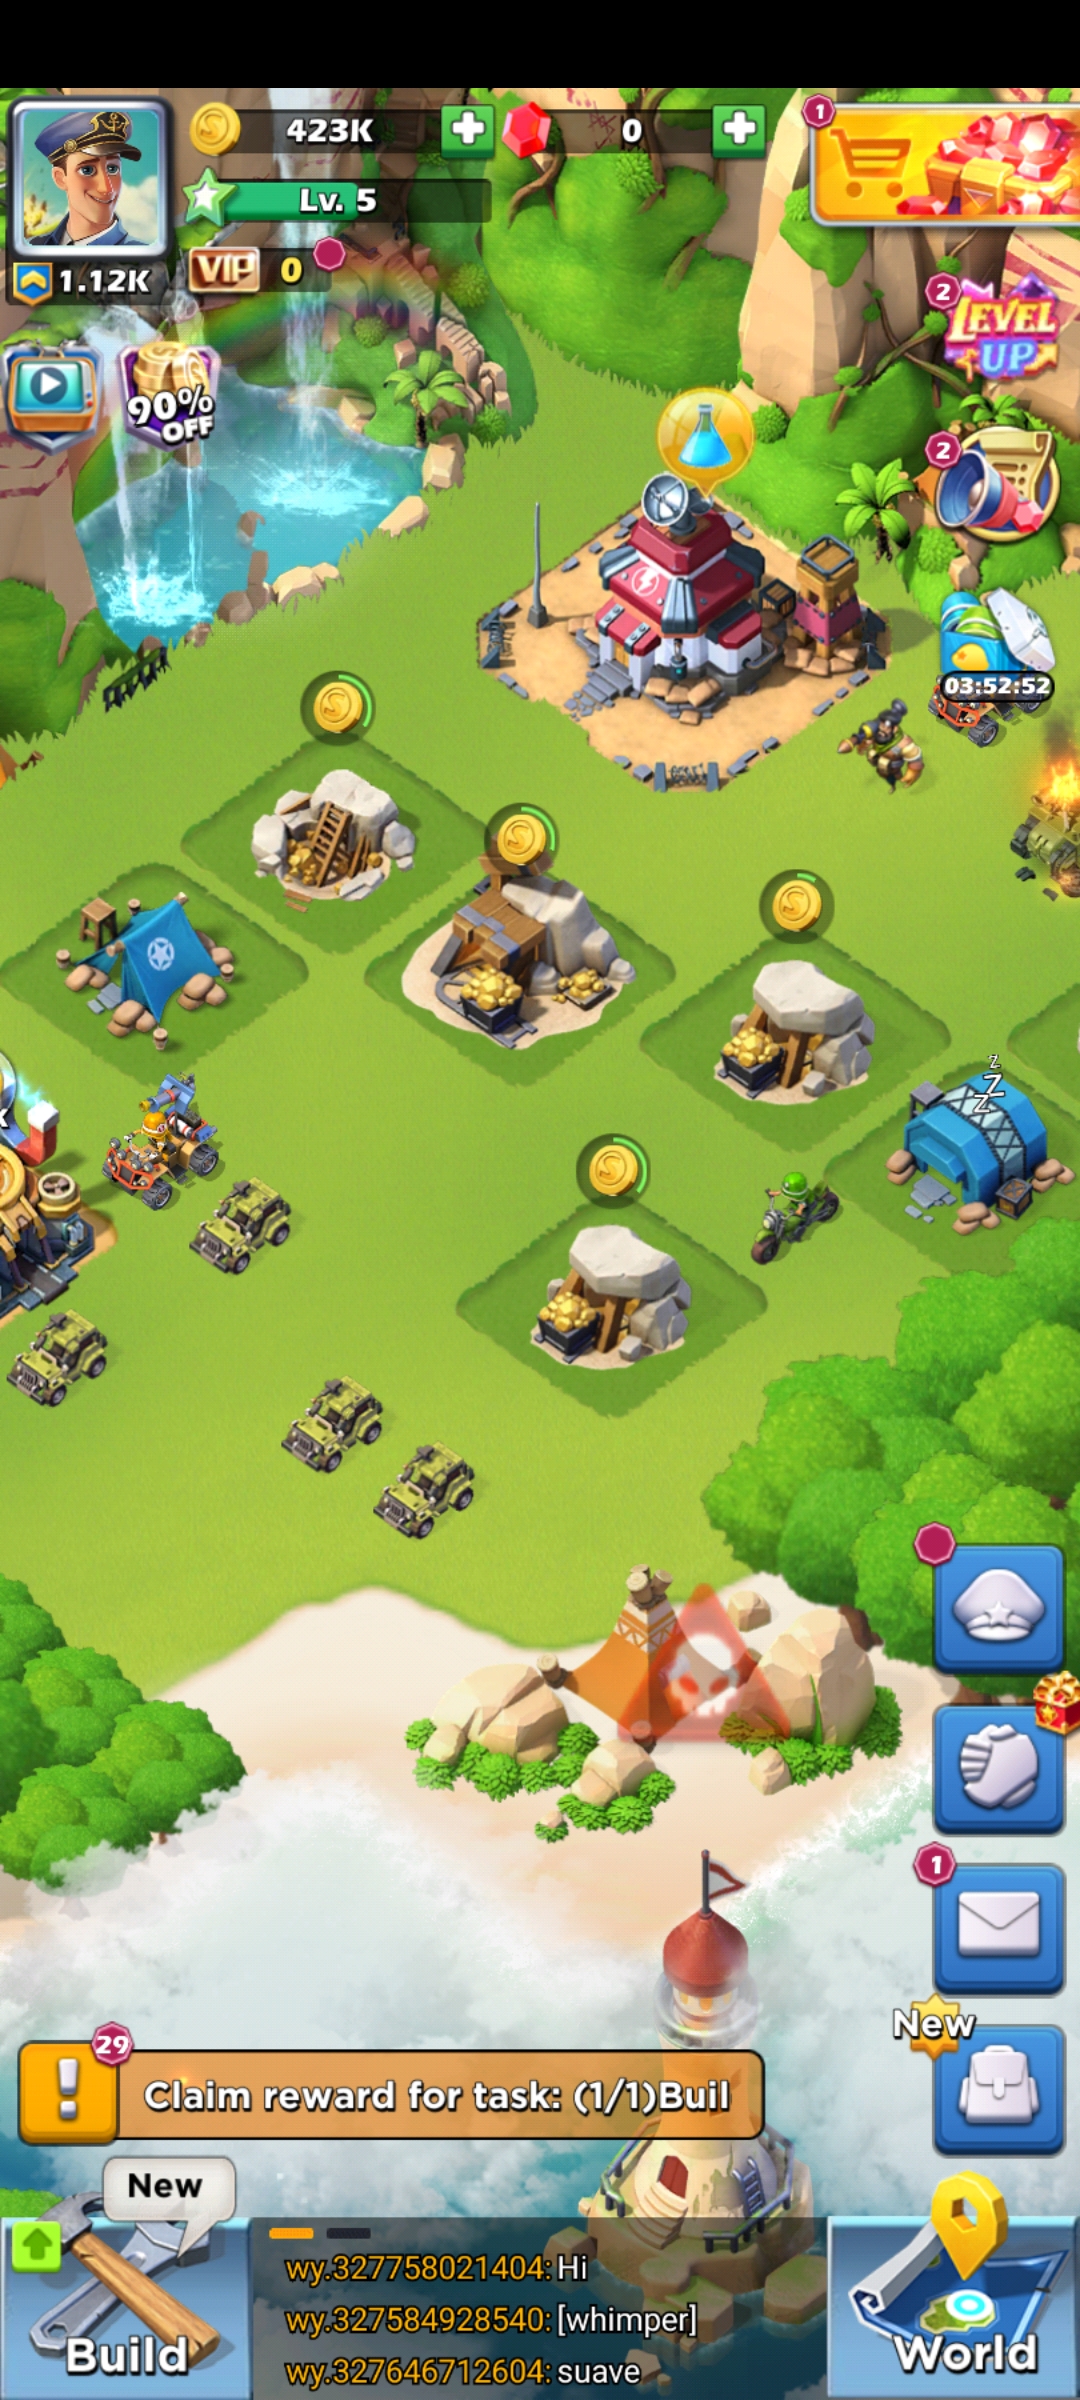 423K
0
1
Lv. 5
1.12K
VIP 0
2
LEVEL
UP
90%
OFF
2
03:52:52
z
Z
Z
1
New
29
Claim reward for task: (1/1)Buil
New
wy.327758021404: Hi
wy.327584928540: [whimper]
wy.327646712604: suave
Build
World